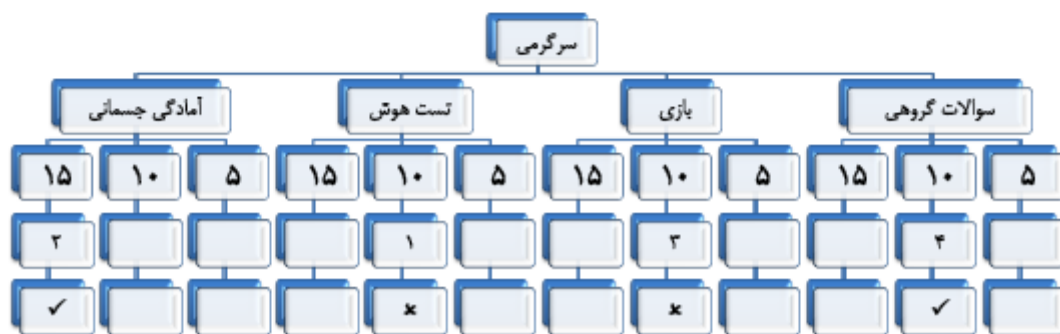 سرگرمی
سوالات گروهی بازی تست هوش آمادگی جسمانی
۵ ۱۰ ۱۵ ۵ ۱۰ ۱۵ ۵ ۱۰ ۱۵ ۵ ۱۰ ۱۵
۴ ۳ ۱ ۲
✓ × × ✓